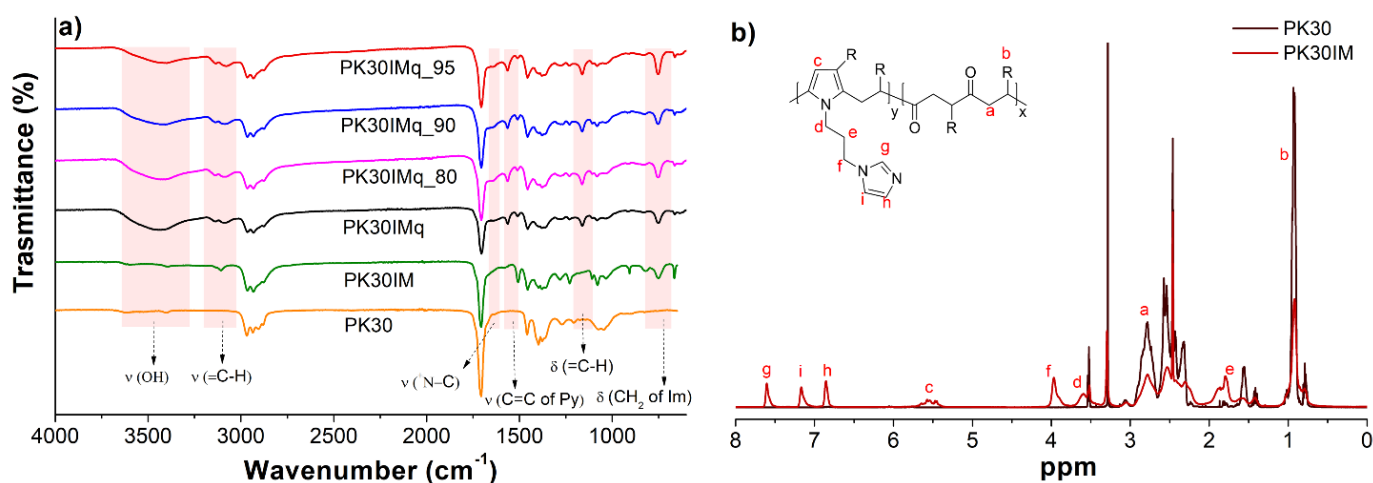 a)
Trasmittance (%)
PK30IMq_95
PK30IMq_90
PK30IMq_80
PK30IMq
PK30IM
PK30
ν (OH)
ν (=C-H)
ν (⁺N–C)
ν (C=C of Py)
δ (=C-H)
δ (CH₂ of Im)
4000 3500 3000 2500 2000 1500 1000
Wavenumber (cm⁻¹)
b)
PK30
PK30IM
R
c
R
b
R
O
N
y
O
R
a
x
d
e
f
N
g
N
i
h
g
i
h
c
f
d
a
e
b
8 7 6 5 4 3 2 1 0
ppm